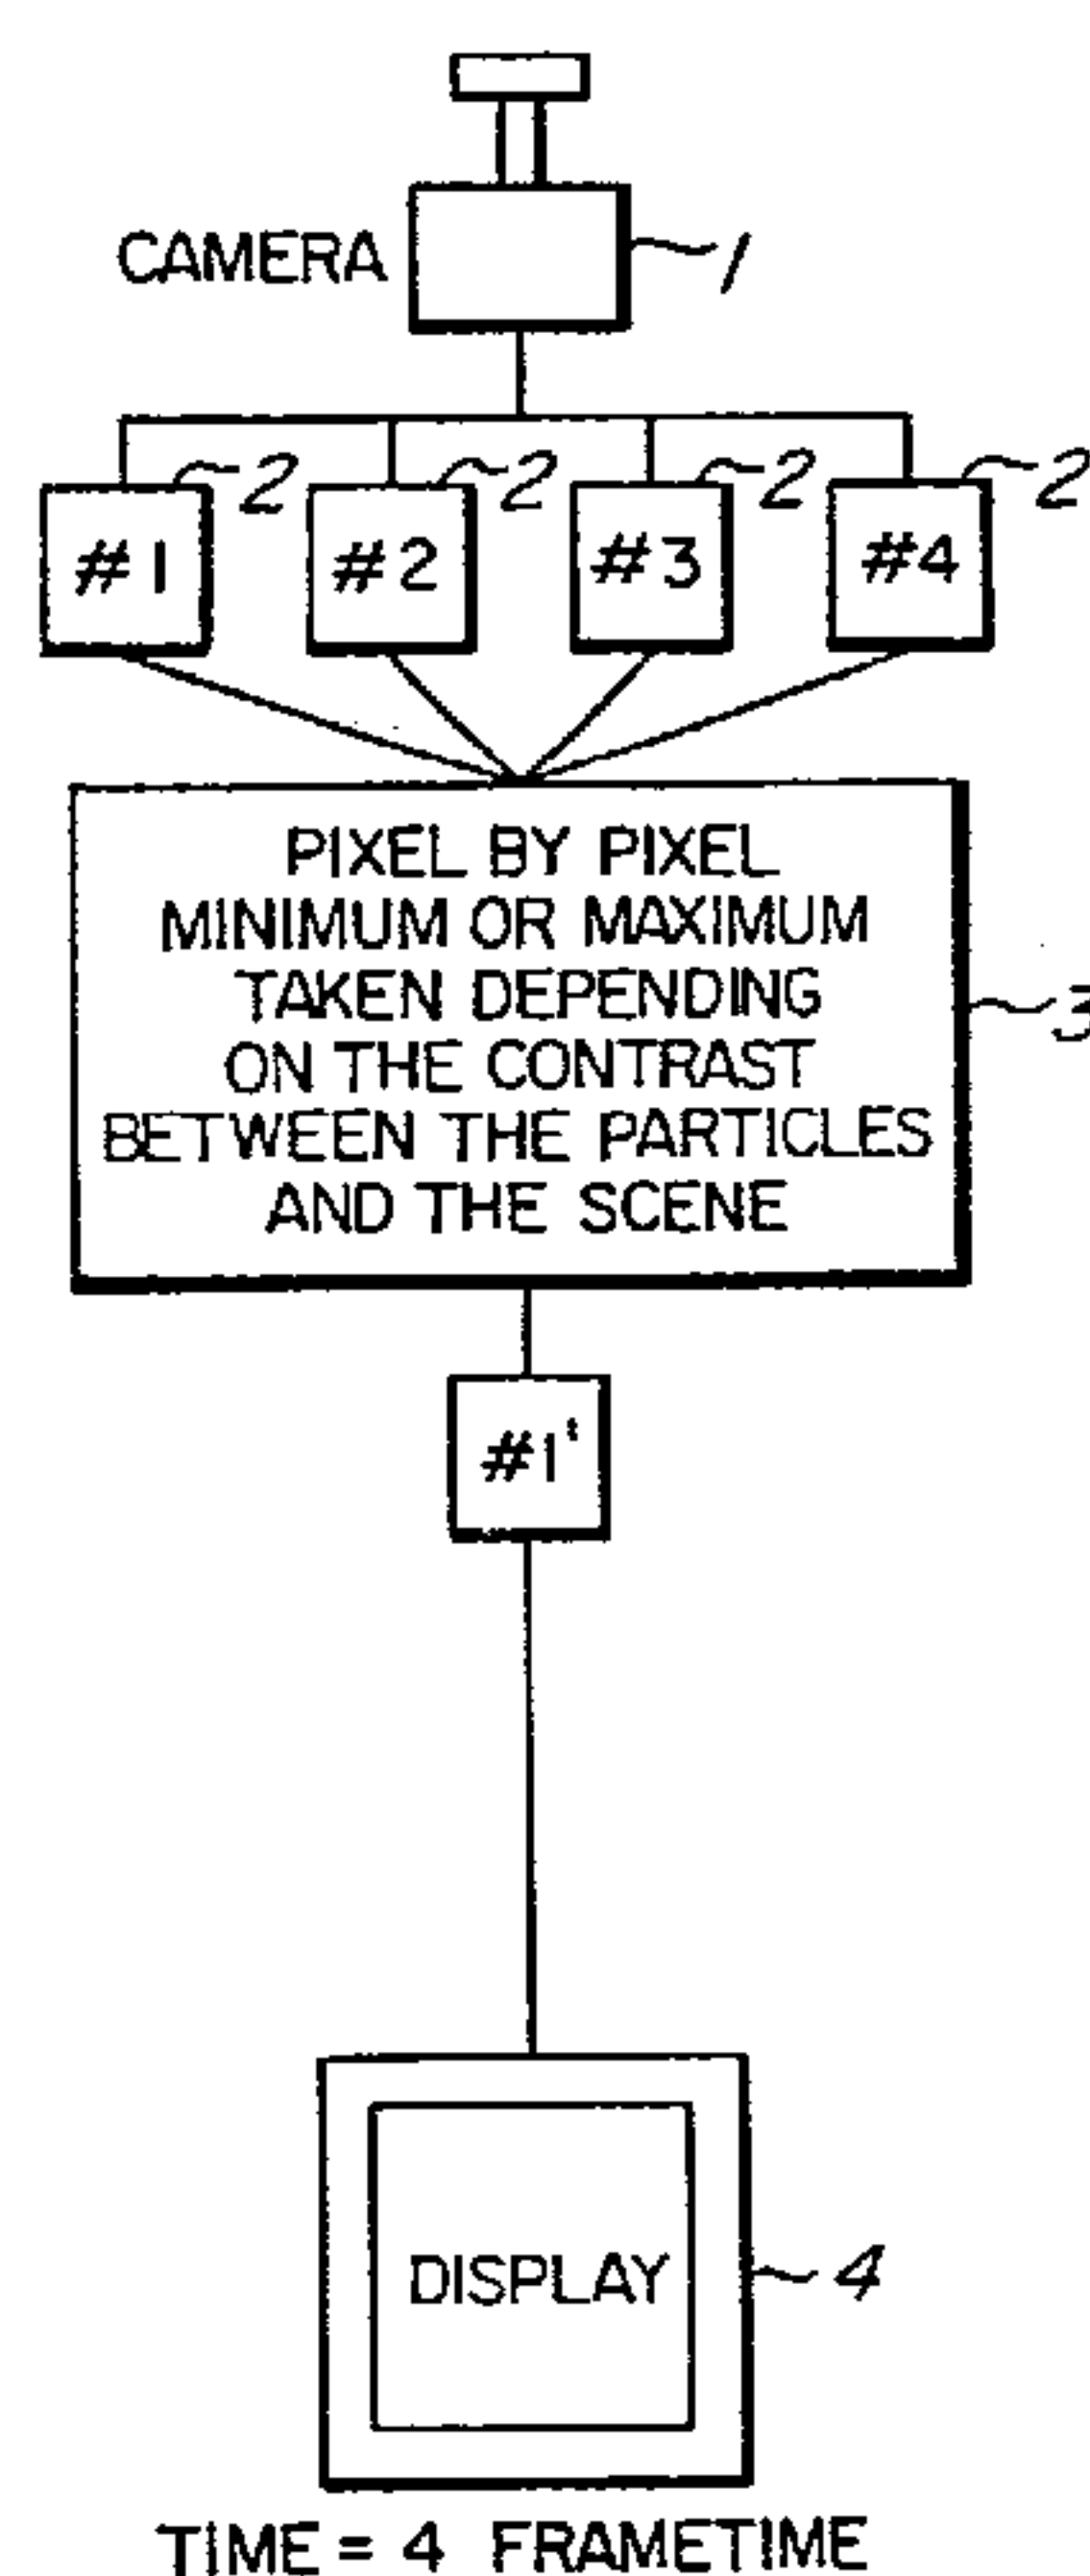 CAMERA
1
2 2 2 2
#1 #2 #3 #4
PIXEL BY PIXEL
MINIMUM OR MAXIMUM
TAKEN DEPENDING
ON THE CONTRAST
BETWEEN THE PARTICLES
AND THE SCENE
3
#1'
DISPLAY
4
TIME = 4 FRAMETIME